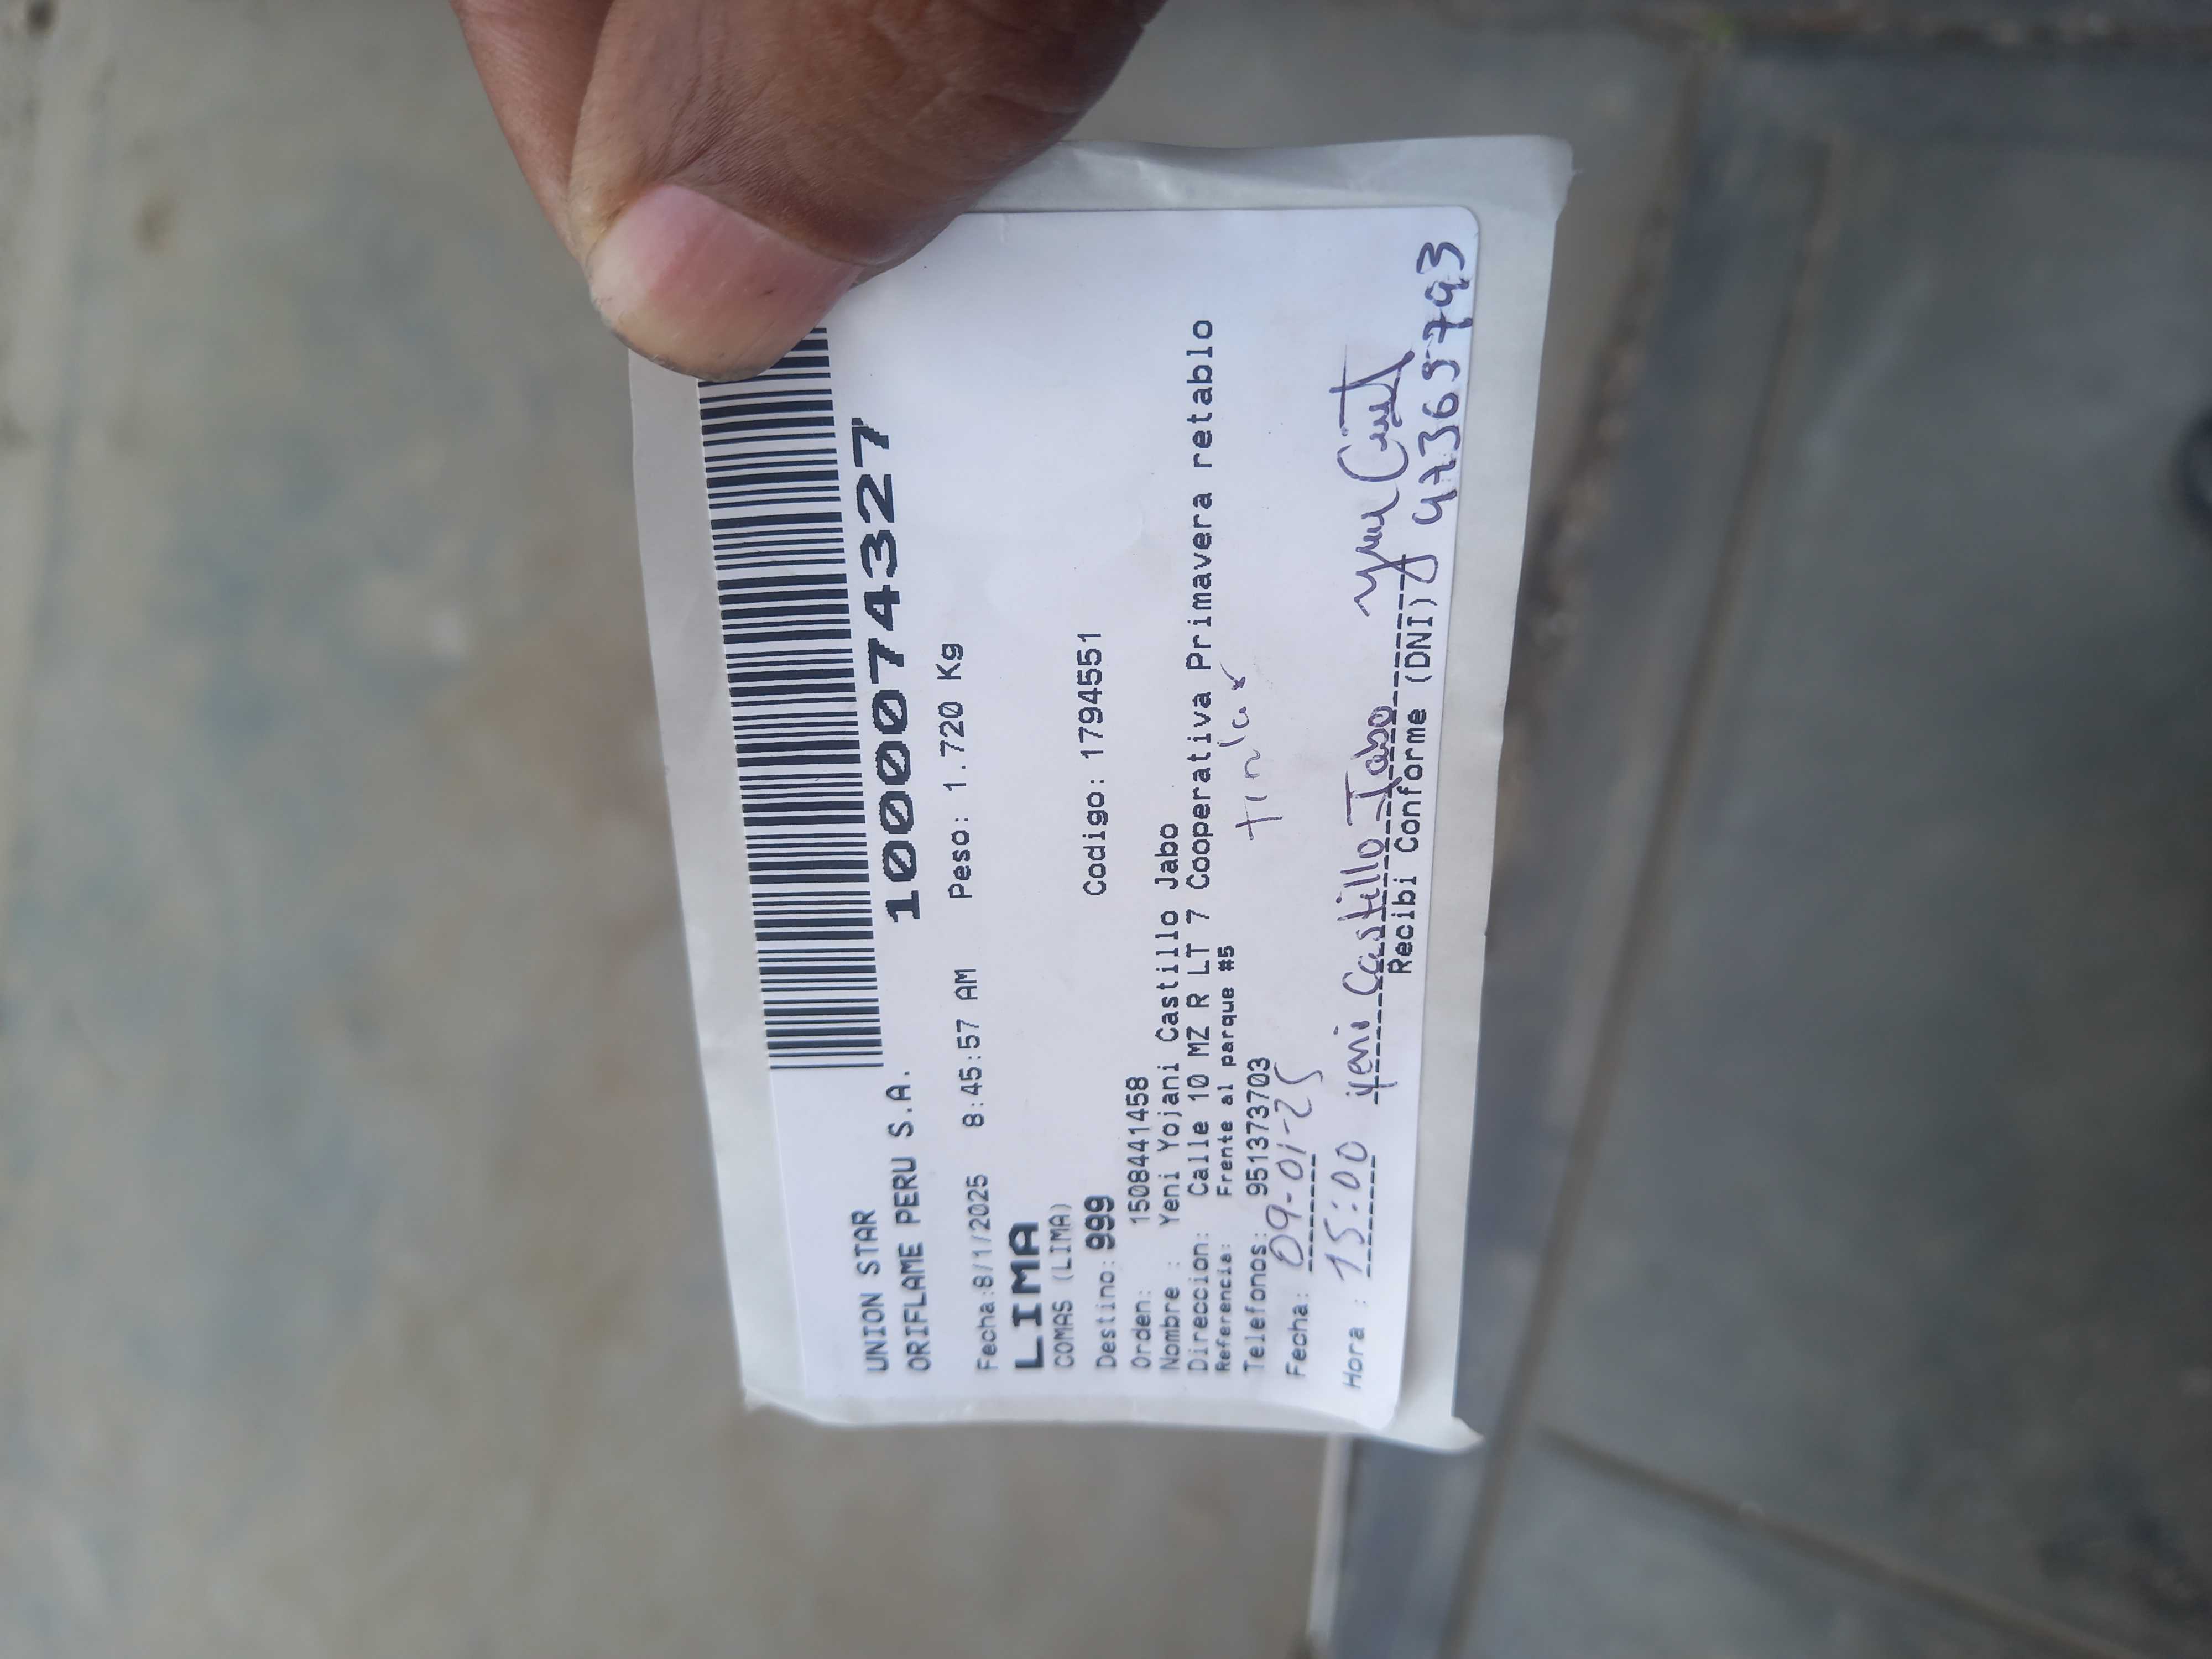 UNION STAR
ORIFLAME PERU S.A.
1000074327
Fecha:8/1/2025 8:45:57 AM Peso: 1.720 Kg
LIMA
COMAS (LIMA)
Destino: 999 Codigo: 1794551
Orden: 1508441458
Nombre : Yeni Yojani Castillo Jabo
Direccion: Calle 10 MZ R LT 7 Cooperativa Primavera retablo
Referencia: Frente al parque #5
Telefonos: 951373703
Fecha: 09-01-25
Hora : 15:00 Yeni Castillo Jabo
Recibi Conforme (DNI) 47365793